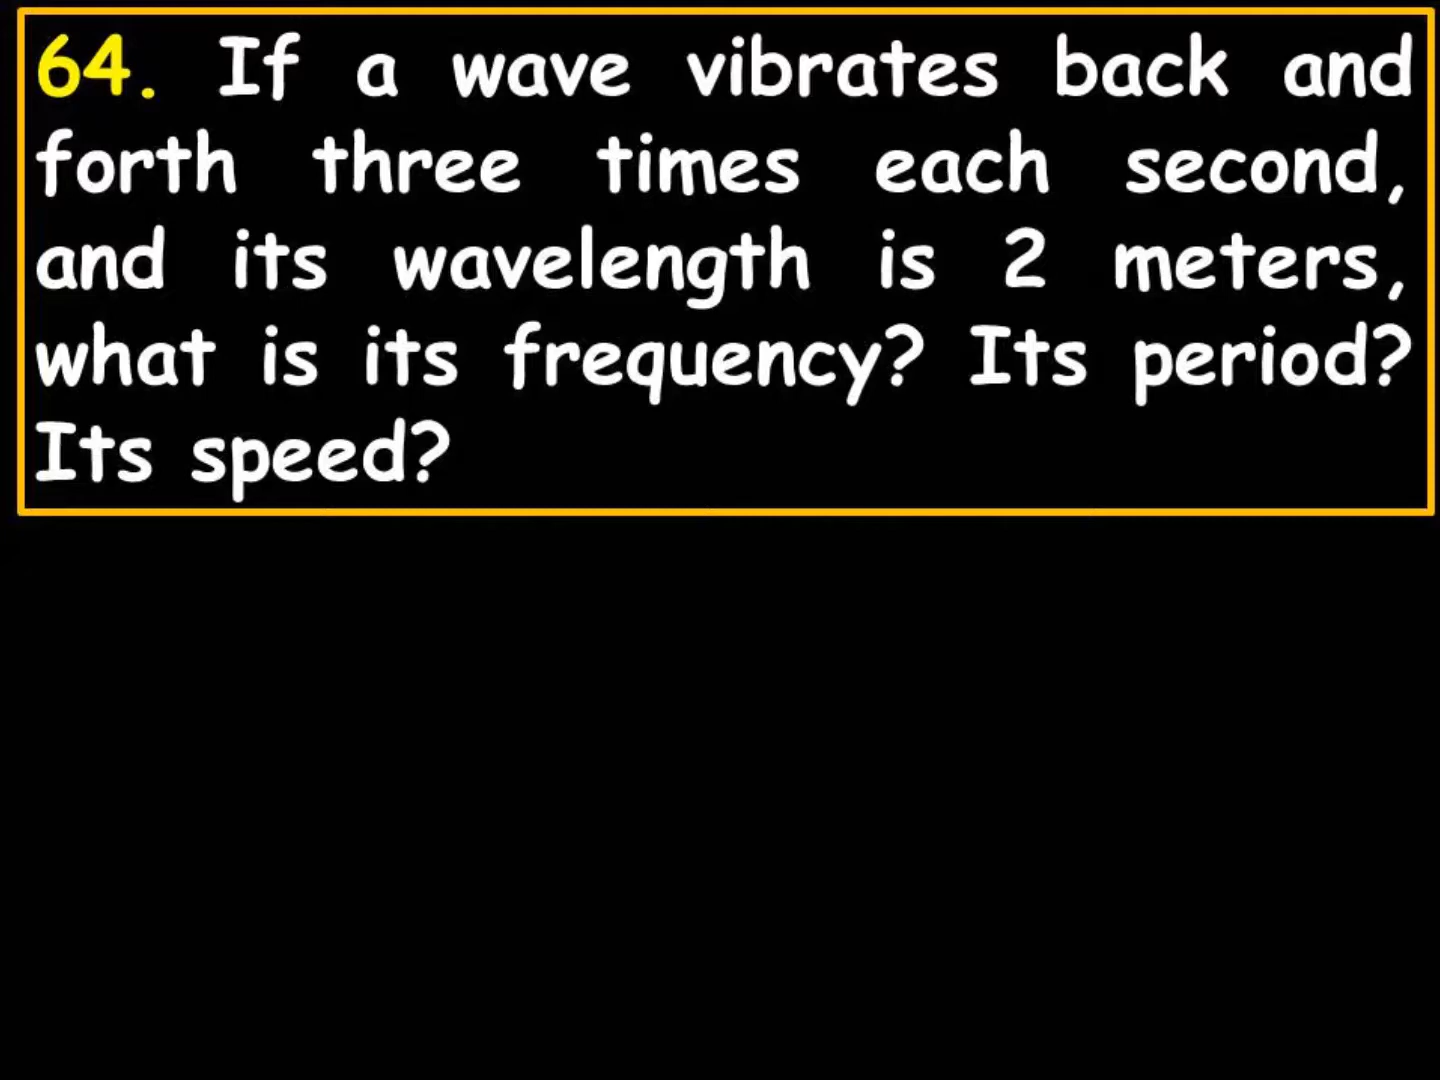 64. If a wave vibrates back and
forth three times each second,
and its wavelength is 2 meters,
what is its frequency? Its period?
Its speed?